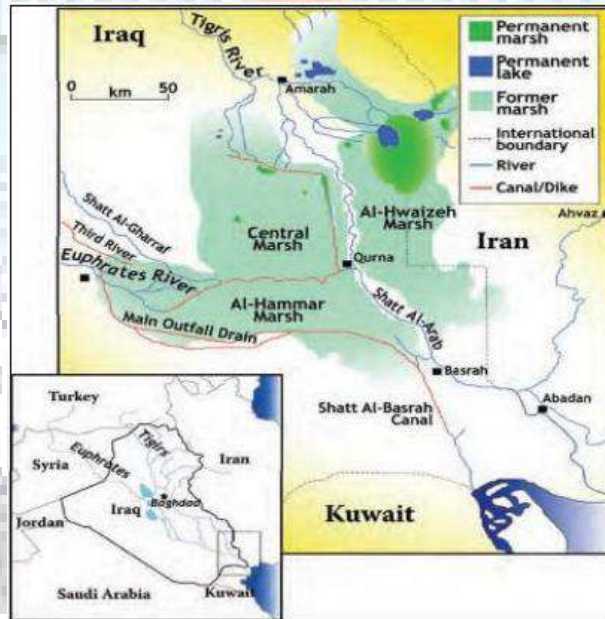 Iraq
Tigris River
0 50
km
Amarah
Permanent
marsh
Permanent
lake
Former
marsh
International
boundary
River
Canal/Dike
Ahvaz
Shatt Al-Gharraf
Third River
Euphrates River
Central
Marsh
Al-Hwaizeh
Marsh
Iran
Qurna
Al-Hammar
Marsh
Main Outfall Drain
Shatt Al-Arab
Basrah
Abadan
Shatt Al-Basrah
Canal
Kuwait
Turkey
Syria
Euphrates
Tigirs
Iran
Baghdad
Iraq
Jordan
Saudi Arabia
Kuwait